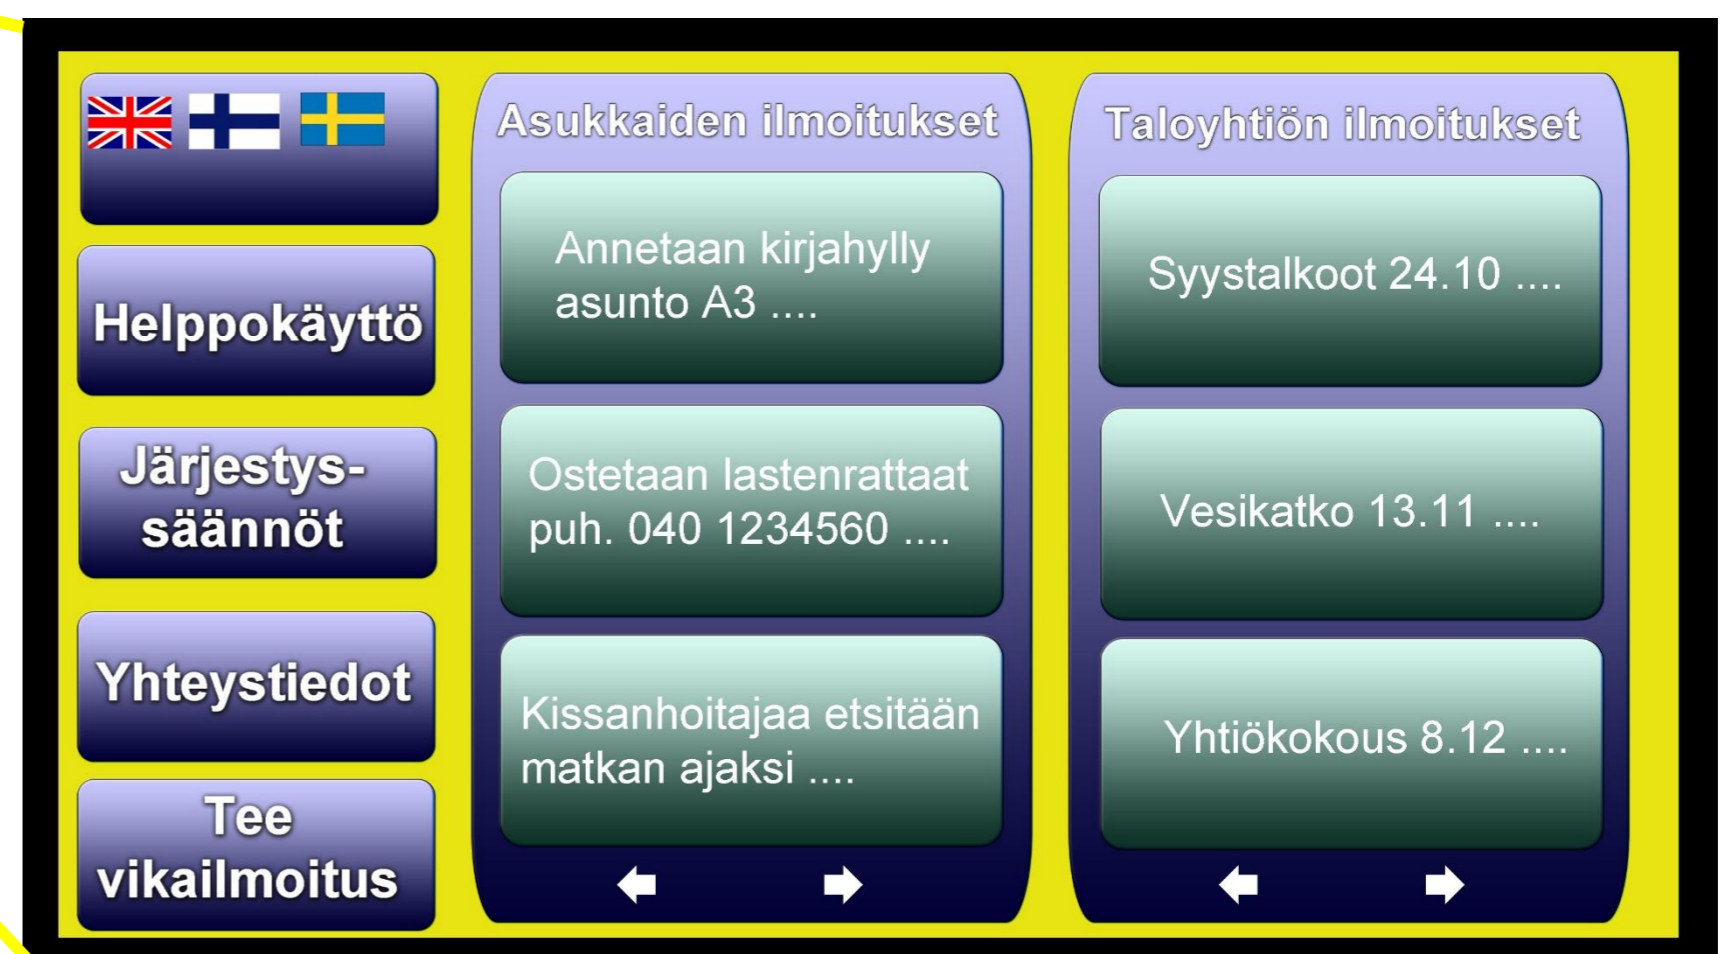 Helppokäyttö
Järjestys-
säännöt
Yhteystiedot
Tee
vikailmoitus
Asukkaiden ilmoitukset
Annetaan kirjahylly
asunto A3 ....
Ostetaan lastenrattaat
puh. 040 1234560 ....
Kissanhoitajaa etsitään
matkan ajaksi ....
Taloyhtiön ilmoitukset
Syystalkoot 24.10 ....
Vesikatko 13.11 ....
Yhtiökokous 8.12 ....